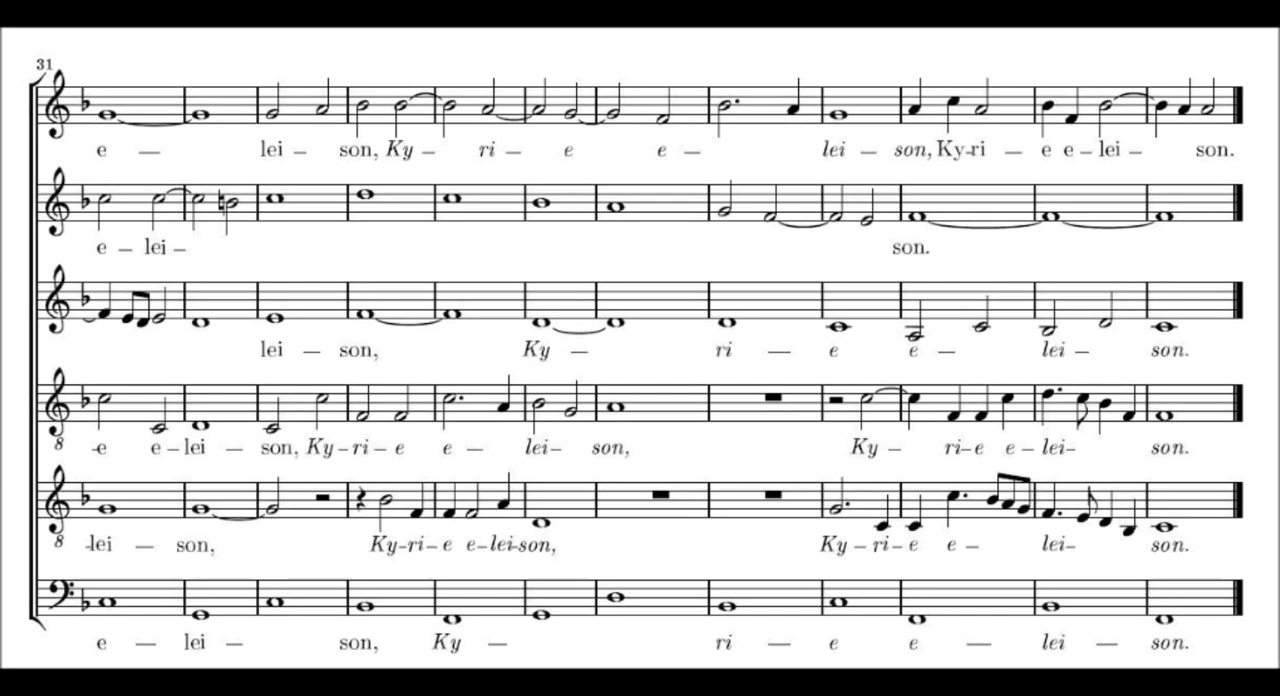 31
e — lei – son, Ky – ri – e e – lei – son, Ky-ri – e e – lei – son.
e – lei – son.
lei – son, Ky – ri — e e – lei – son.
8
-e e – lei – son, Ky – ri – e e – lei – son, Ky – ri – e e – lei – son.
8
-lei – son, Ky – ri – e e – lei – son, Ky – ri – e e – lei – son.
e — lei – son, Ky — ri — e e — lei — son.